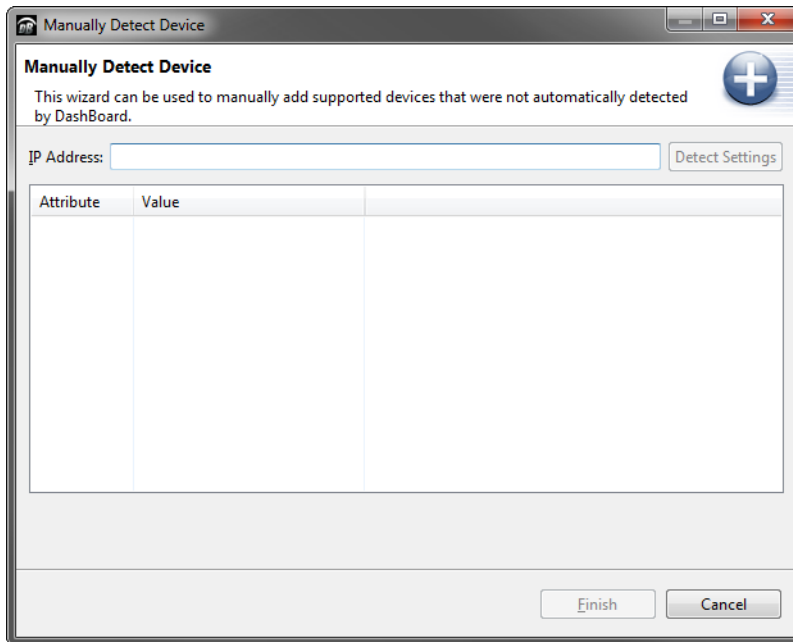 Manually Detect Device
Manually Detect Device
This wizard can be used to manually add supported devices that were not automatically detected
by DashBoard.
IP Address:
Detect Settings
Attribute Value
Finish Cancel